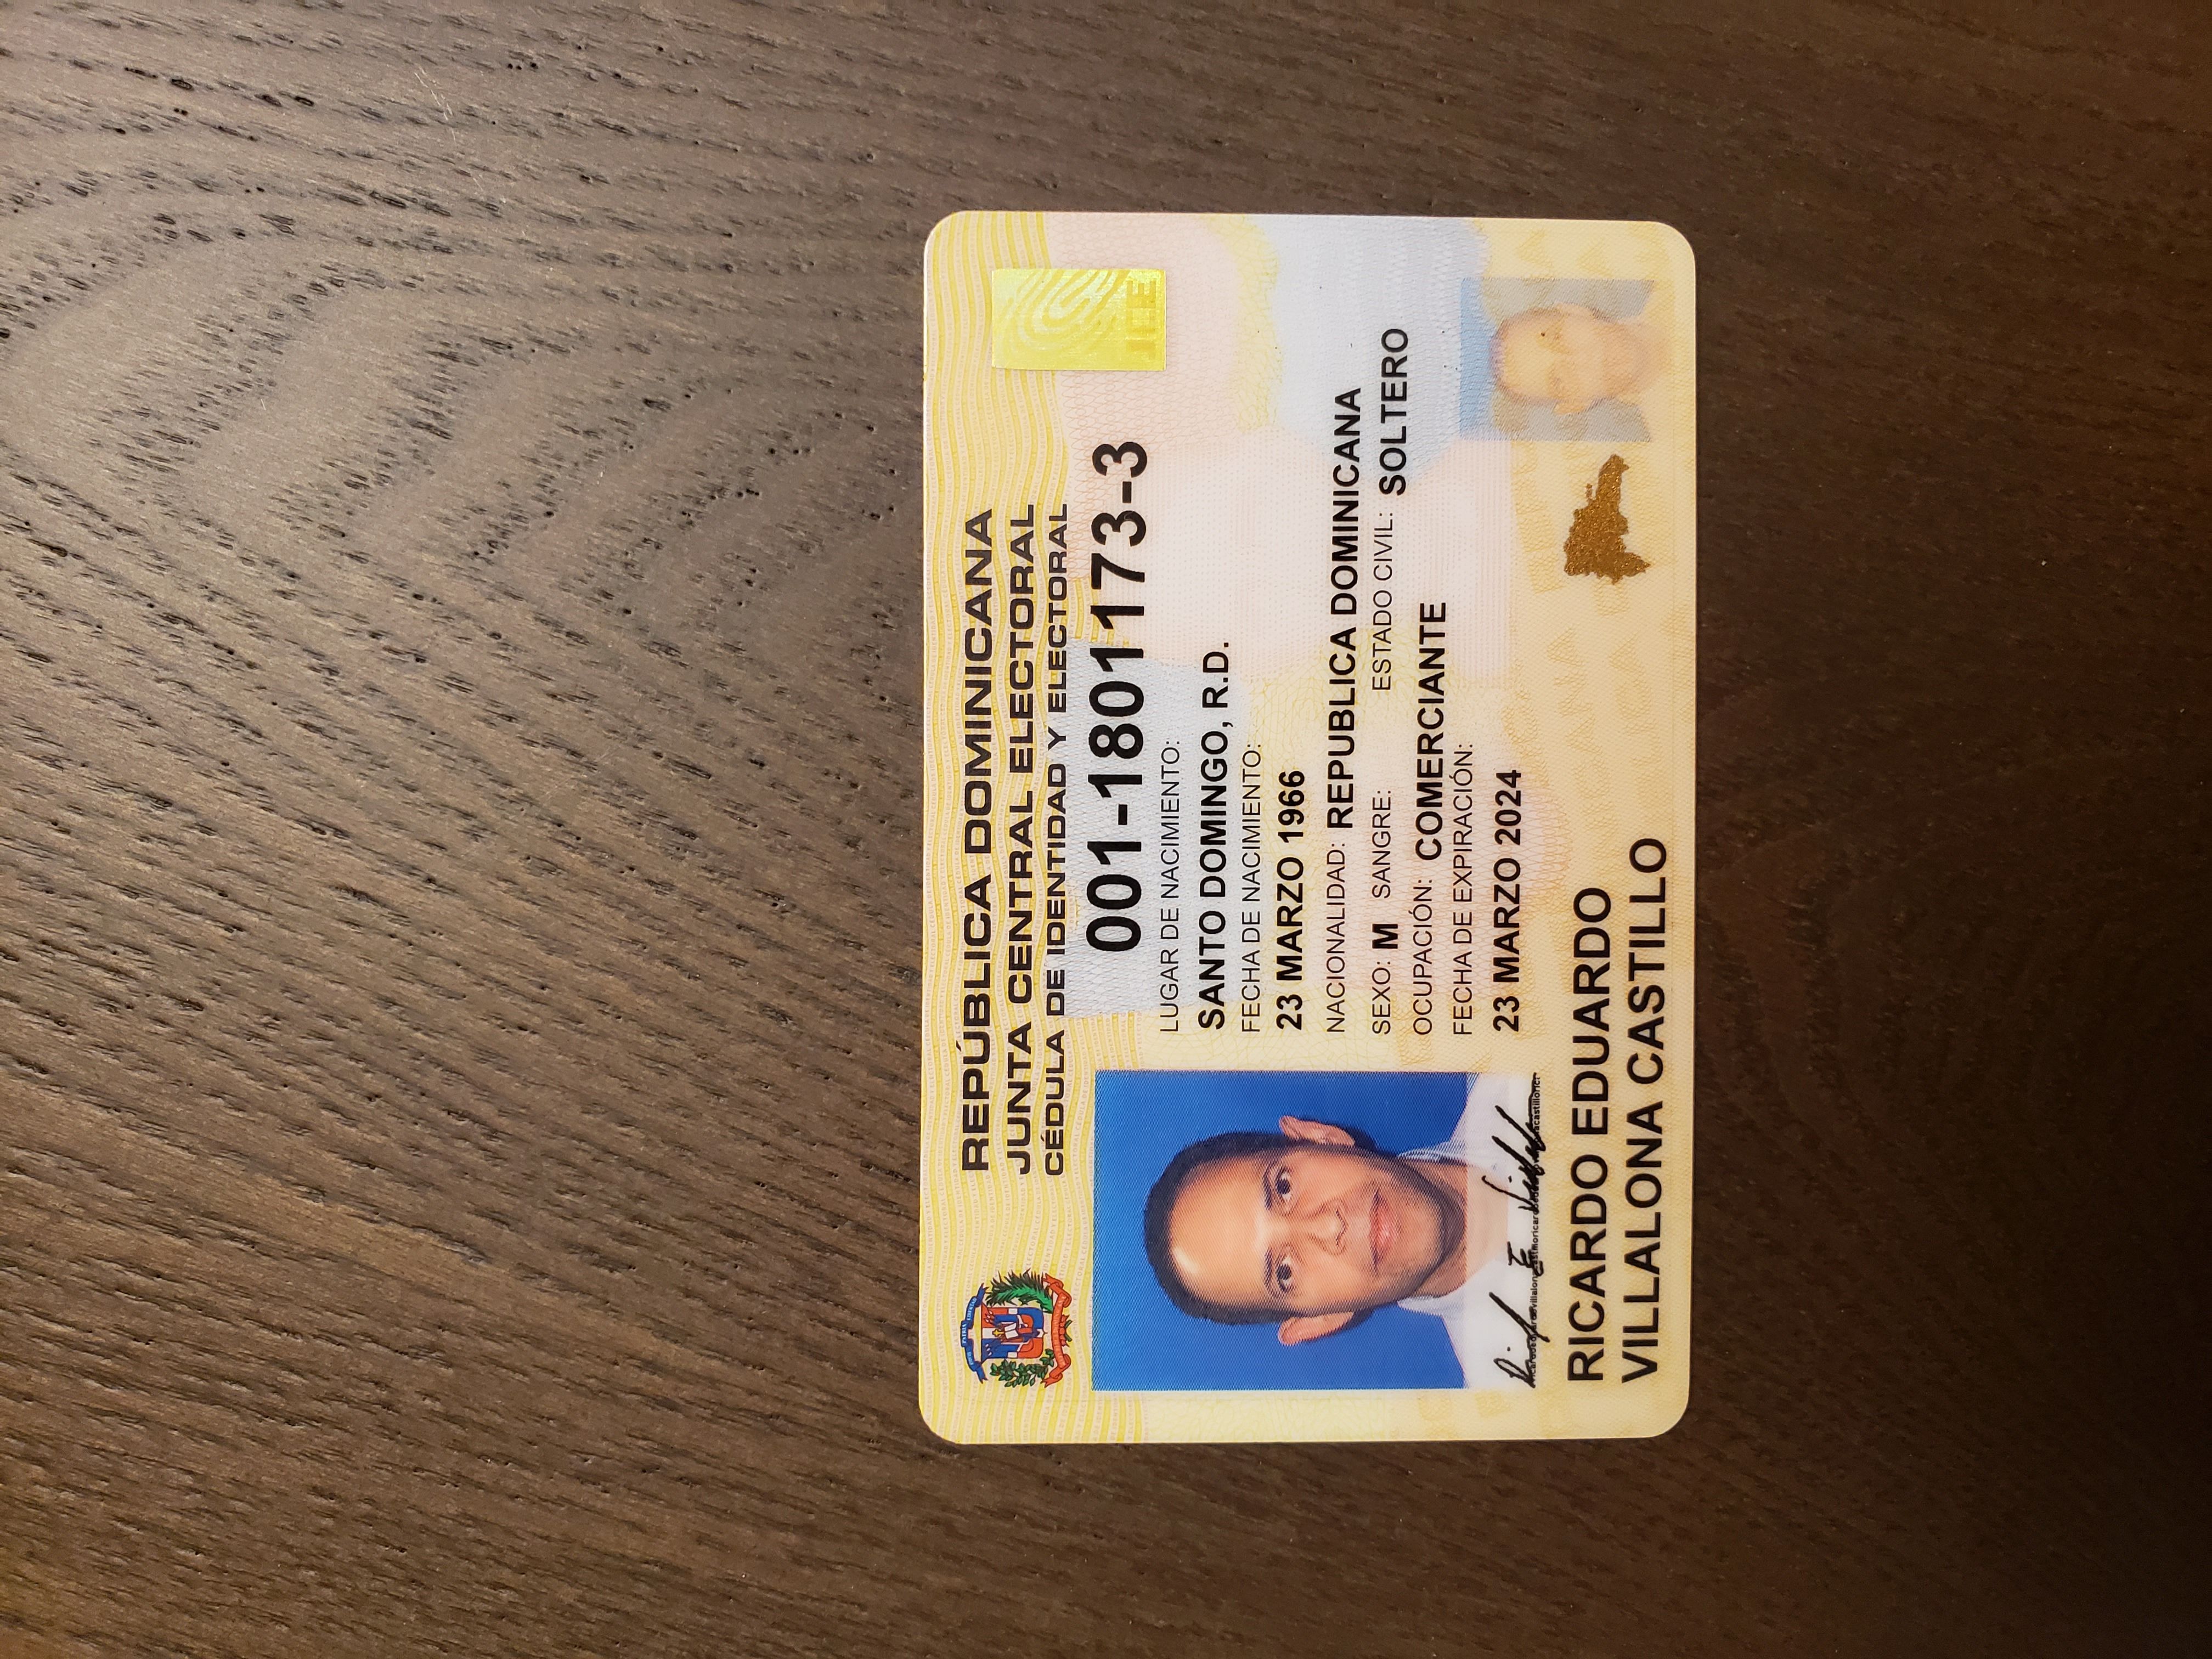 REPÚBLICA DOMINICANA
JUNTA CENTRAL ELECTORAL
CÉDULA DE IDENTIDAD Y ELECTORAL
001-1801173-3
JCE
LUGAR DE NACIMIENTO:
SANTO DOMINGO, R.D.
FECHA DE NACIMIENTO:
23 MARZO 1966
NACIONALIDAD: REPUBLICA DOMINICANA
SEXO: M SANGRE: ESTADO CIVIL: SOLTERO
OCUPACIÓN: COMERCIANTE
FECHA DE EXPIRACIÓN:
23 MARZO 2024
RICARDO EDUARDO
VILLALONA CASTILLO